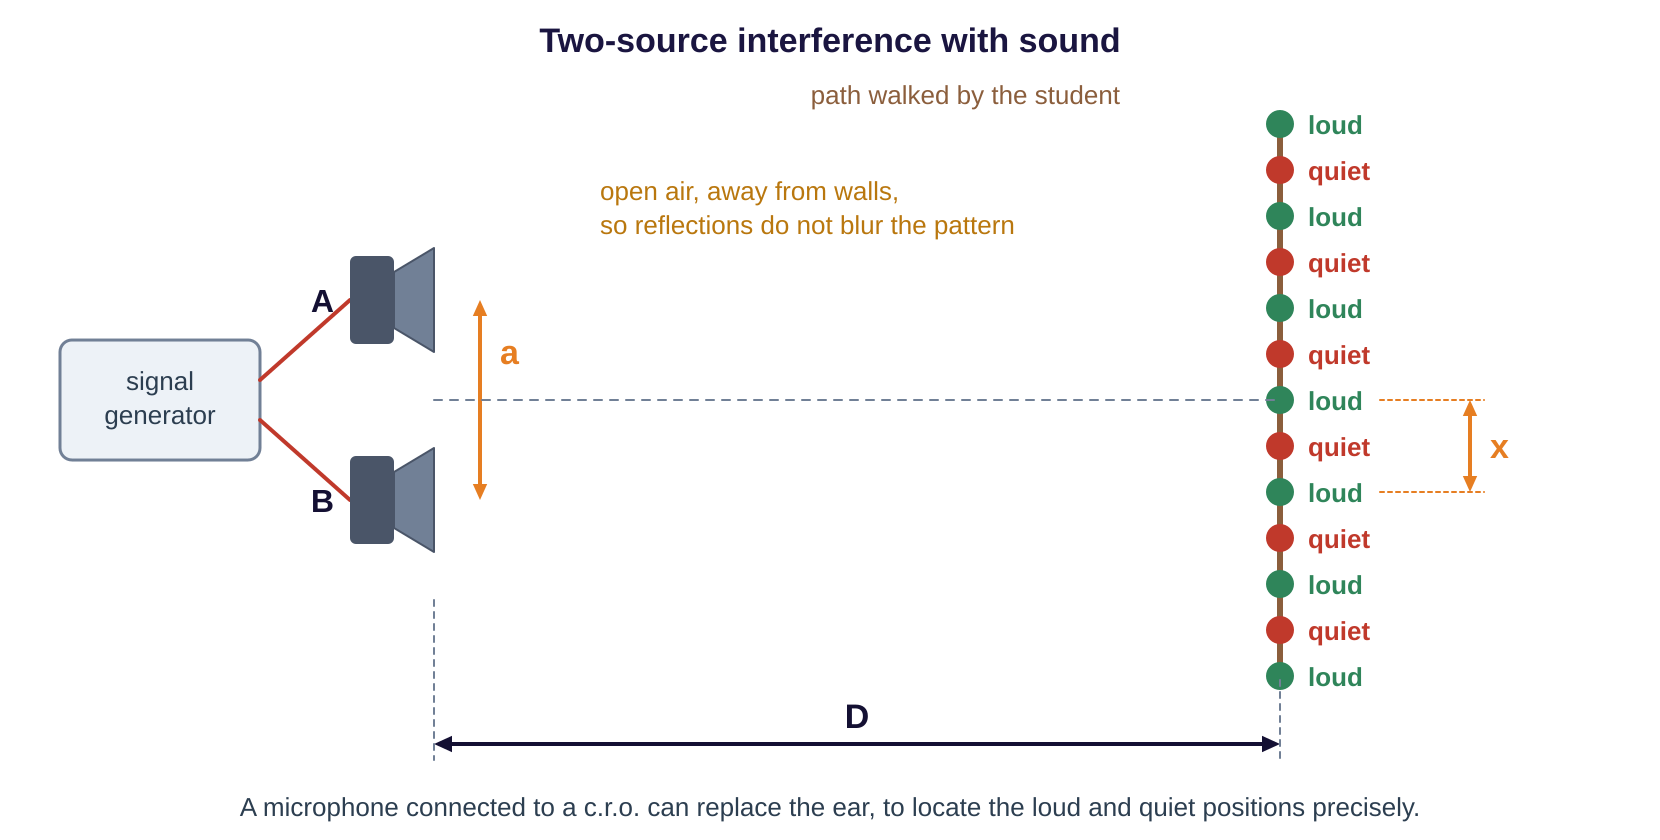 Two-source interference with sound
path walked by the student
open air, away from walls,
so reflections do not blur the pattern
signal
generator
A
B
a
loud
quiet
loud
quiet
loud
quiet
loud
quiet
loud
quiet
loud
quiet
loud
x
D
A microphone connected to a c.r.o. can replace the ear, to locate the loud and quiet positions precisely.